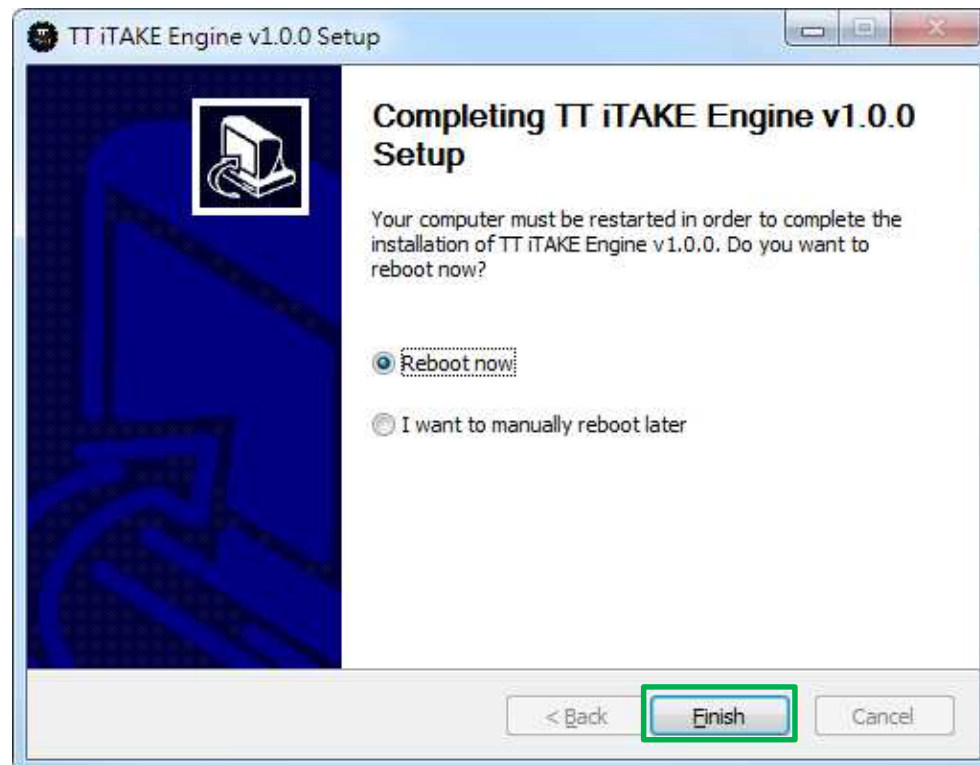 TT iTAKE Engine v1.0.0 Setup
Completing TT iTAKE Engine v1.0.0
Setup
Your computer must be restarted in order to complete the
installation of TT iTAKE Engine v1.0.0. Do you want to
reboot now?
Reboot now
I want to manually reboot later
< Back
Finish
Cancel